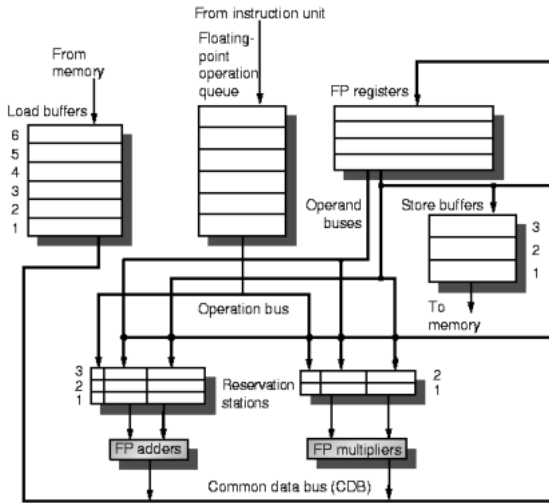 From instruction unit
Floating-
point
operation
queue
From
memory
Load buffers
6
5
4
3
2
1
FP registers
Operand
buses
Store buffers
3
2
1
To
memory
Operation bus
3
2
1
Reservation
stations
2
1
FP adders
FP multipliers
Common data bus (CDB)